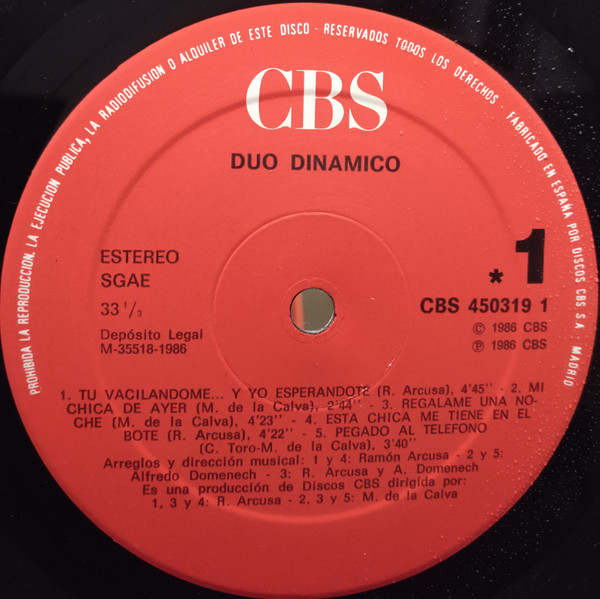 PROHIBIDA LA REPRODUCCION, LA EJECUCION PUBLICA, LA RADIODIFUSION O ALQUILER DE ESTE DISCO - RESERVADOS TODOS LOS DERECHOS - FABRICADO EN ESPAÑA POR DISCOS CBS S.A. - MADRID
CBS
DUO DINAMICO
ESTEREO
SGAE
33 1/3
Depósito Legal
M-35518-1986
*1
CBS 450319 1
© 1986 CBS
℗ 1986 CBS
1. TU VACILANDOME... Y YO ESPERANDOTE (R. Arcusa), 4'45" - 2. MI
CHICA DE AYER (M. de la Calva), 2'44" - 3. REGALAME UNA NO-
CHE (M. de la Calva), 4'23" - 4. ESTA CHICA ME TIENE EN EL
BOTE (R. Arcusa), 4'22" - 5. PEGADO AL TELEFONO
(C. Toro-M. de la Calva), 3'40"
Arreglos y dirección musical: 1 y 4: Ramón Arcusa - 2 y 5:
Alfredo Domenech - 3: R. Arcusa y A. Domenech
Es una producción de Discos CBS dirigida por:
1, 3 y 4: R. Arcusa - 2, 3 y 5: M. de la Calva